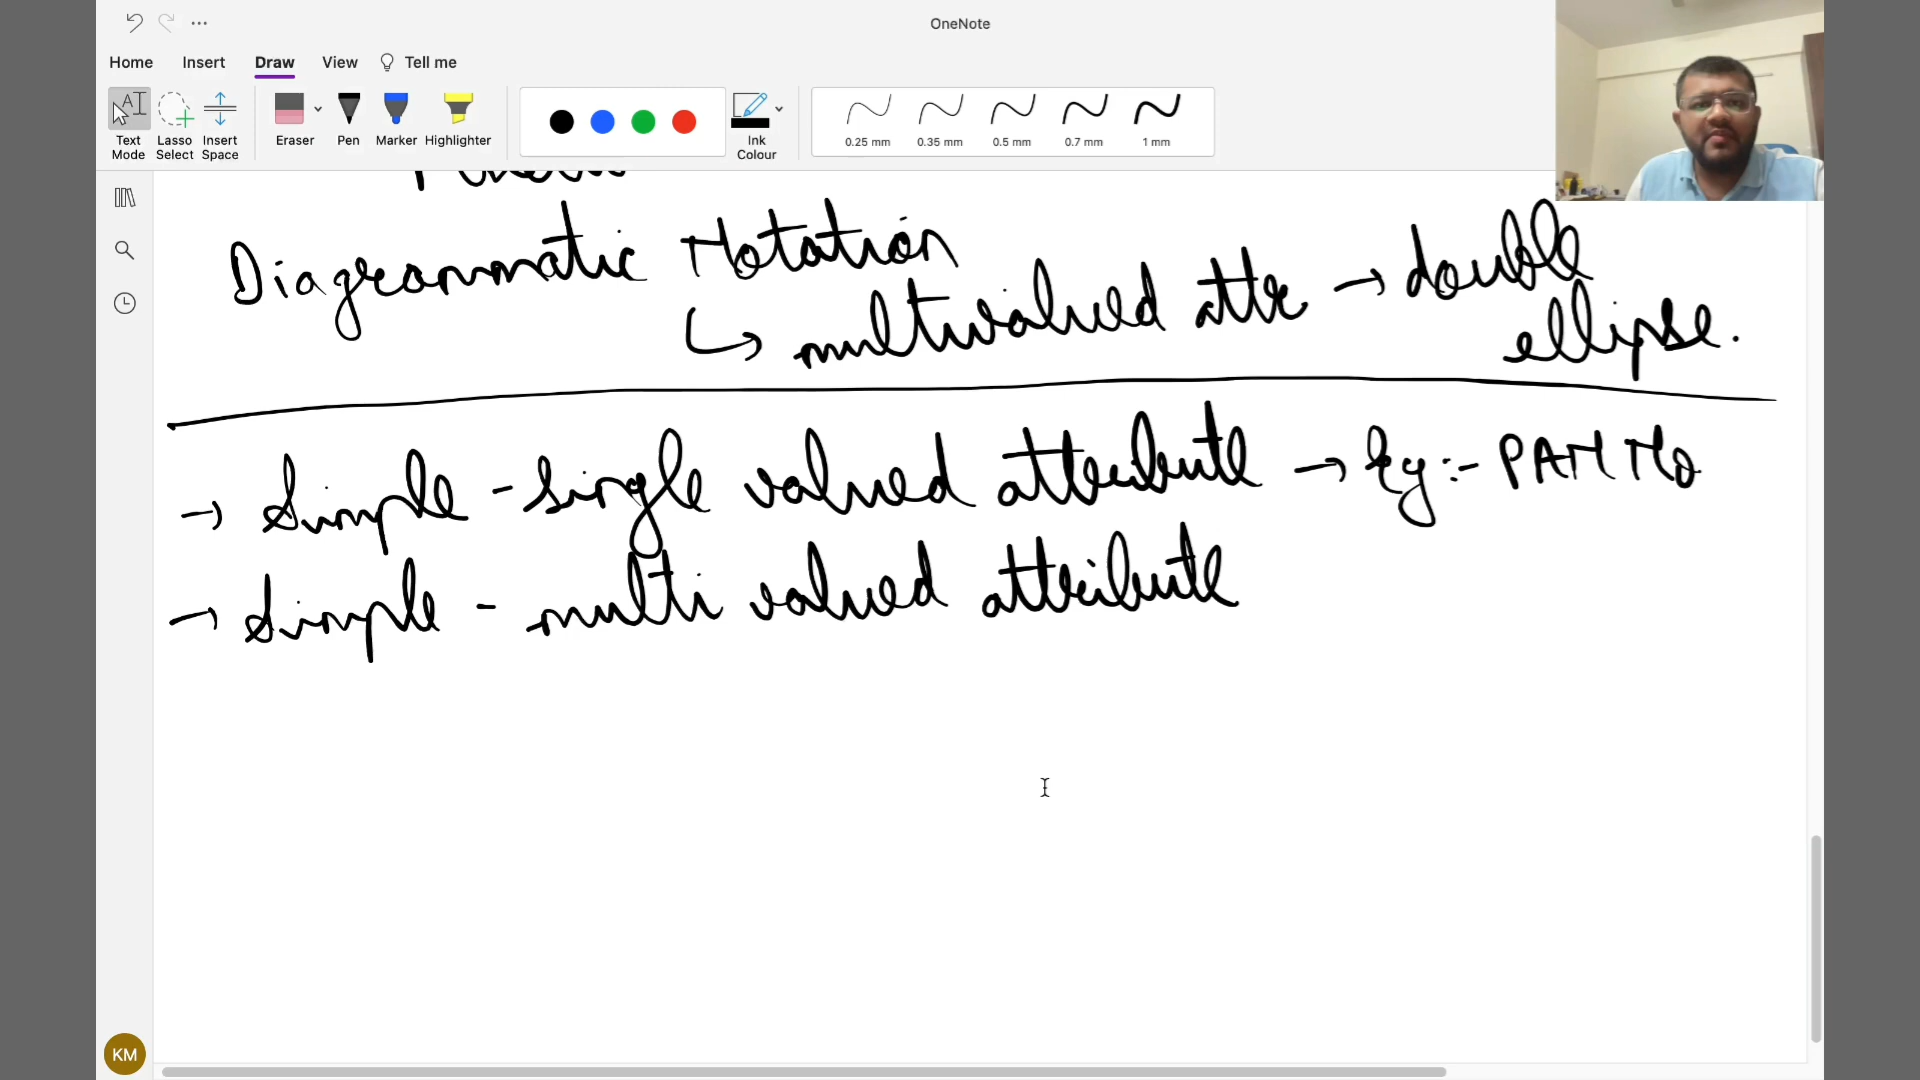 OneNote
Home Insert Draw View Tell me
Text Mode
Lasso Select
Insert Space
Eraser
Pen
Marker
Highlighter
Ink Colour
0.25 mm
0.35 mm
0.5 mm
0.7 mm
1 mm
Diagrammatic Notation
↳ multivalued attr → double
ellipse.
→ Simple - single valued attribute → Eg :- PAN No
→ Simple - multi valued attribute
KM